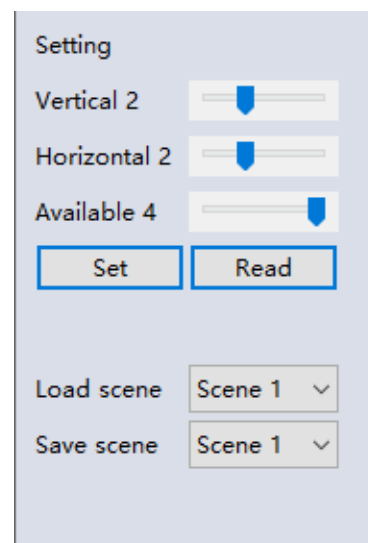 Setting
Vertical 2
Horizontal 2
Available 4
Set Read
Load scene Scene 1
Save scene Scene 1